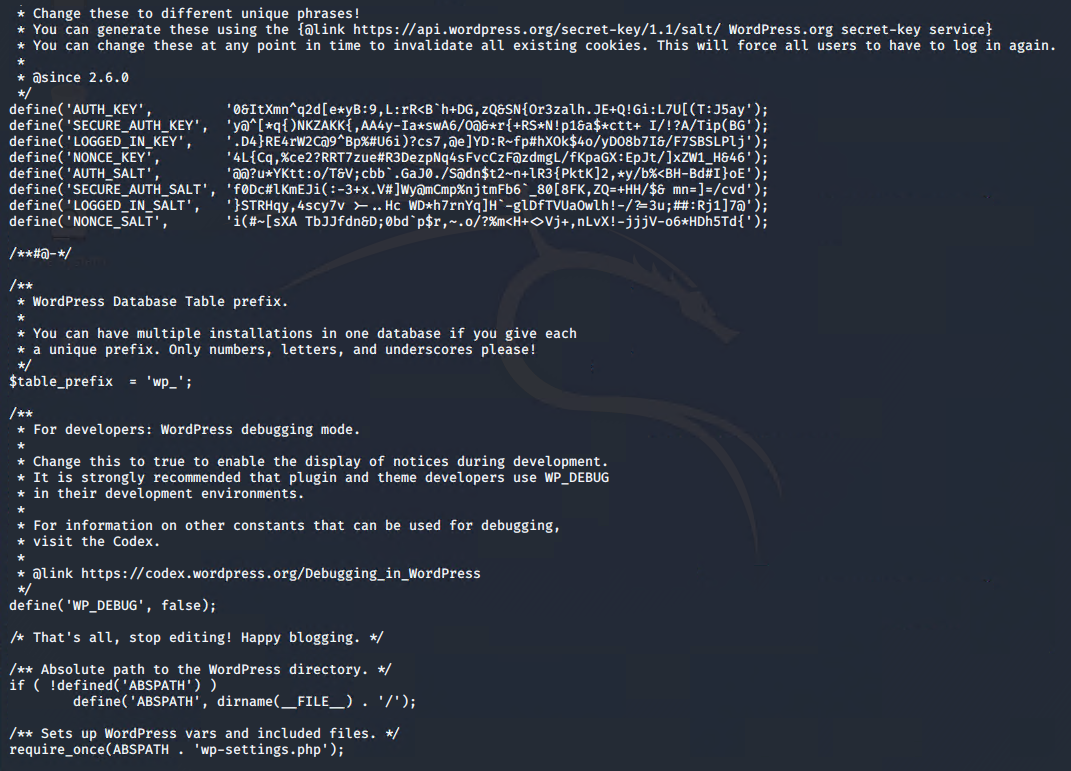 * Change these to different unique phrases!
* You can generate these using the {@link https://api.wordpress.org/secret-key/1.1/salt/ WordPress.org secret-key service}
* You can change these at any point in time to invalidate all existing cookies. This will force all users to have to log in again.
*
* @since 2.6.0
*/
define('AUTH_KEY', '0&ItXmn^q2d[e*yB:9,L:rR<B`h+DG,zQ&SN{Or3zalh.JE+Q!Gi:L7U[(T:J5ay');
define('SECURE_AUTH_KEY', 'y@^[*q{)NKZAKK{,AA4y-Ia*swA6/O@&*r{+RS*N!p1&a$*ctt+ I/!?A/Tip(BG');
define('LOGGED_IN_KEY', '.D4}RE4rW2C@9^Bp%#U6i)?cs7,@e]YD:R~fp#hXOk$4o/yDO8b7I&/F7SBSLPlj');
define('NONCE_KEY', '4L{Cq,%ce2?RRT7zue#R3DezpNq4sFvcCzF@zdmgL/fKpaGX:EpJt/]xZW1_H&46');
define('AUTH_SALT', '@@?u*YKtt:o/T&V;cbb`.GaJ0./S@dn$t2~n+lR3{PktK]2,*y/b%<BH-Bd#I}oE');
define('SECURE_AUTH_SALT', 'f0Dc#lKmEJi(:-3+x.V#]Wy@mCmp%njtmFb6`_80[8FK,ZQ=+HH/$& mn=]=/cvd');
define('LOGGED_IN_SALT', '}STRHqy,4scy7v >-..Hc WD*h7rnYq]H`-glDfTVUaOwlh!-/?=3u;##:Rj1]7@');
define('NONCE_SALT', 'i(#~[sXA TbJJfdn&D;0bd`p$r,~.o/?%m<H+<>Vj+,nLvX!-jjjV-o6*HDh5Td{');
/**#@-*/
/**
* WordPress Database Table prefix.
*
* You can have multiple installations in one database if you give each
* a unique prefix. Only numbers, letters, and underscores please!
*/
$table_prefix = 'wp_';
/**
* For developers: WordPress debugging mode.
*
* Change this to true to enable the display of notices during development.
* It is strongly recommended that plugin and theme developers use WP_DEBUG
* in their development environments.
*
* For information on other constants that can be used for debugging,
* visit the Codex.
*
* @link https://codex.wordpress.org/Debugging_in_WordPress
*/
define('WP_DEBUG', false);
/* That's all, stop editing! Happy blogging. */
/** Absolute path to the WordPress directory. */
if ( !defined('ABSPATH') )
define('ABSPATH', dirname(__FILE__) . '/');
/** Sets up WordPress vars and included files. */
require_once(ABSPATH . 'wp-settings.php');